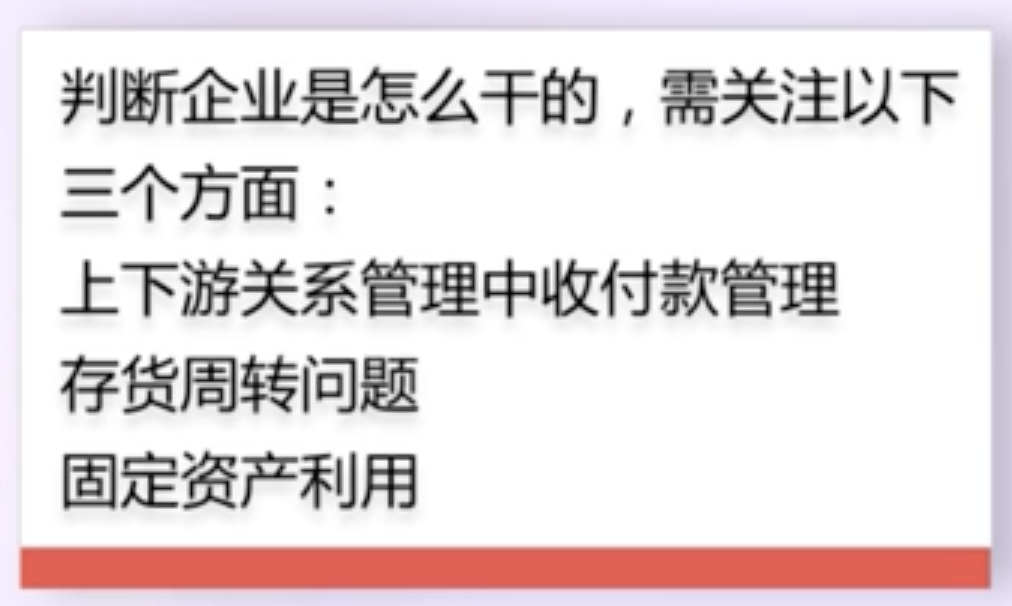 判断企业是怎么干的，需关注以下
三个方面：
上下游关系管理中收付款管理
存货周转问题
固定资产利用